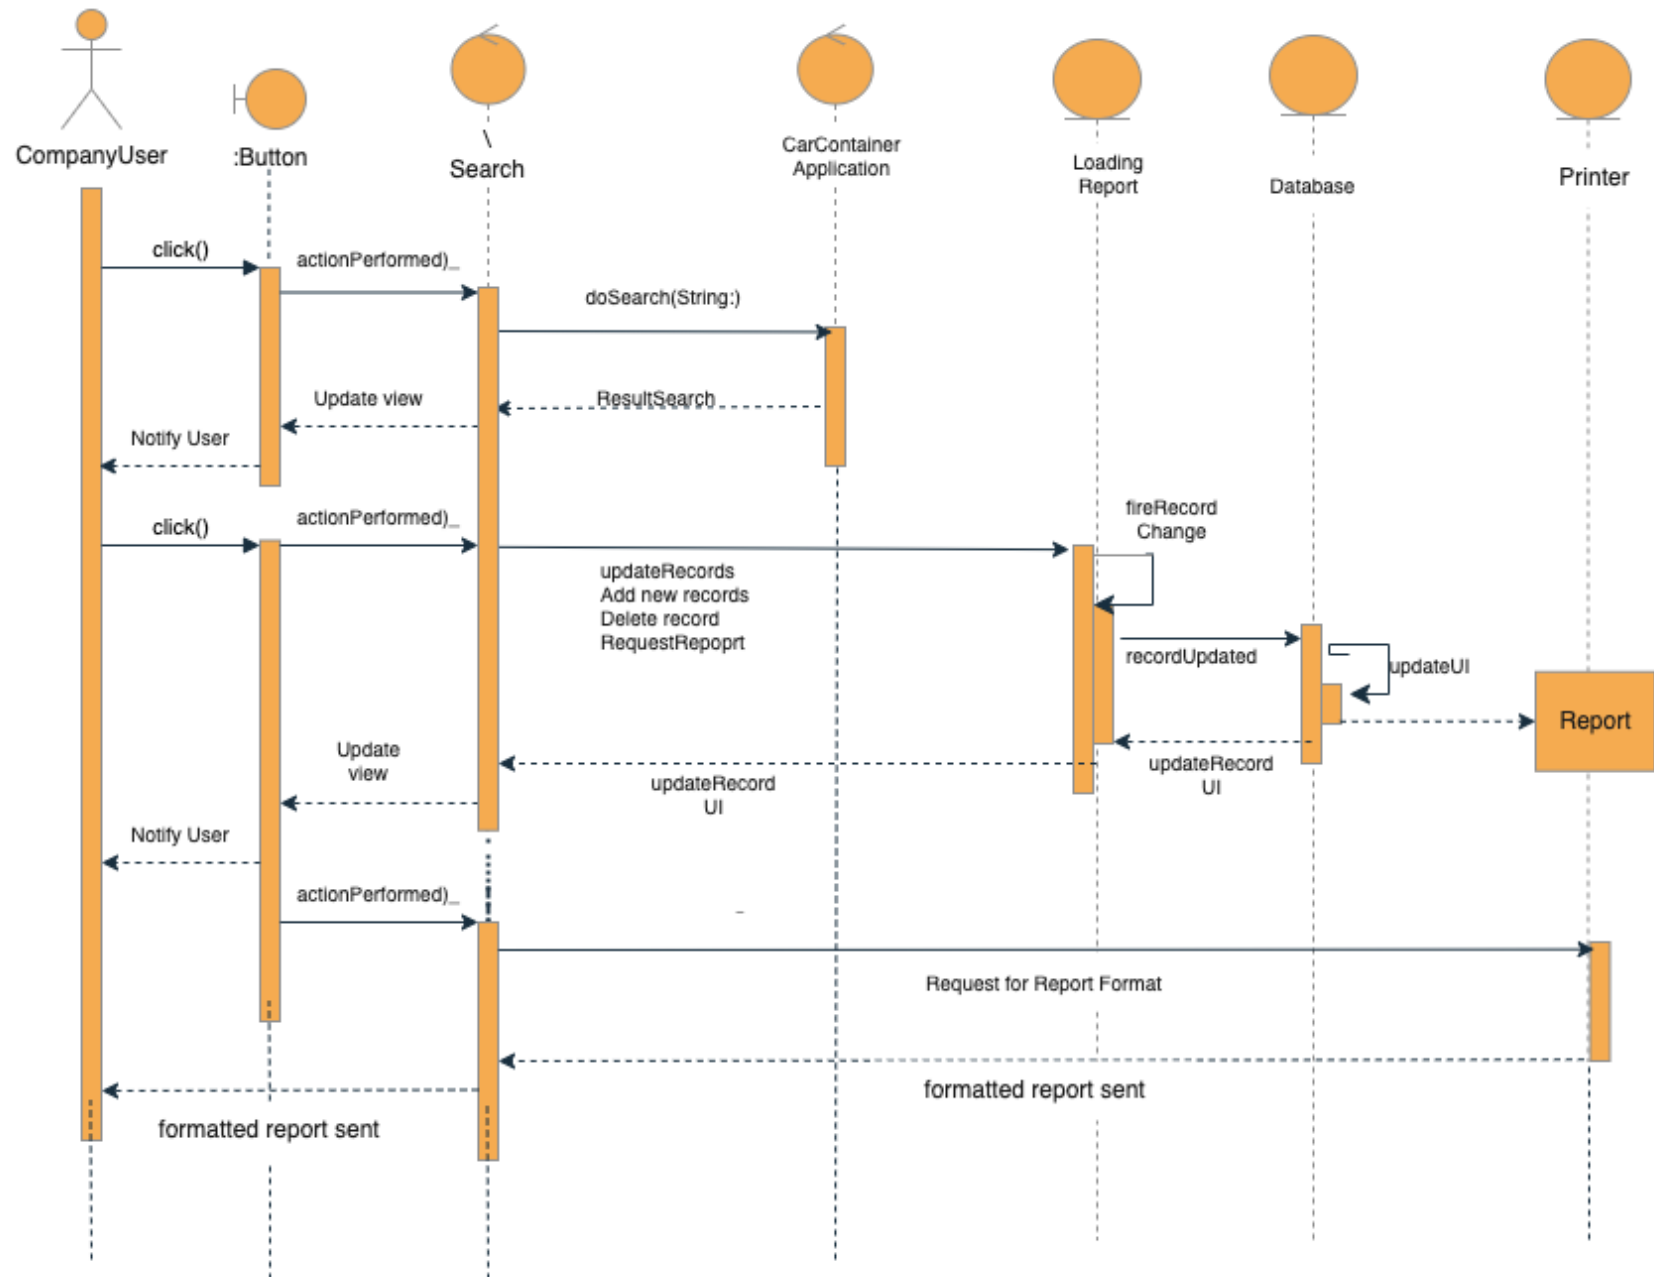 CompanyUser
:Button
\
Search
CarContainer
Application
Loading
Report
Database
Printer
click()
actionPerformed)_
doSearch(String:)
Update view
ResultSearch
Notify User
click()
actionPerformed)_
fireRecord
Change
updateRecords
Add new records
Delete record
RequestRepoprt
recordUpdated
updateUI
Report
Update
view
updateRecord
UI
updateRecord
UI
Notify User
actionPerformed)_
_
Request for Report Format
formatted report sent
formatted report sent